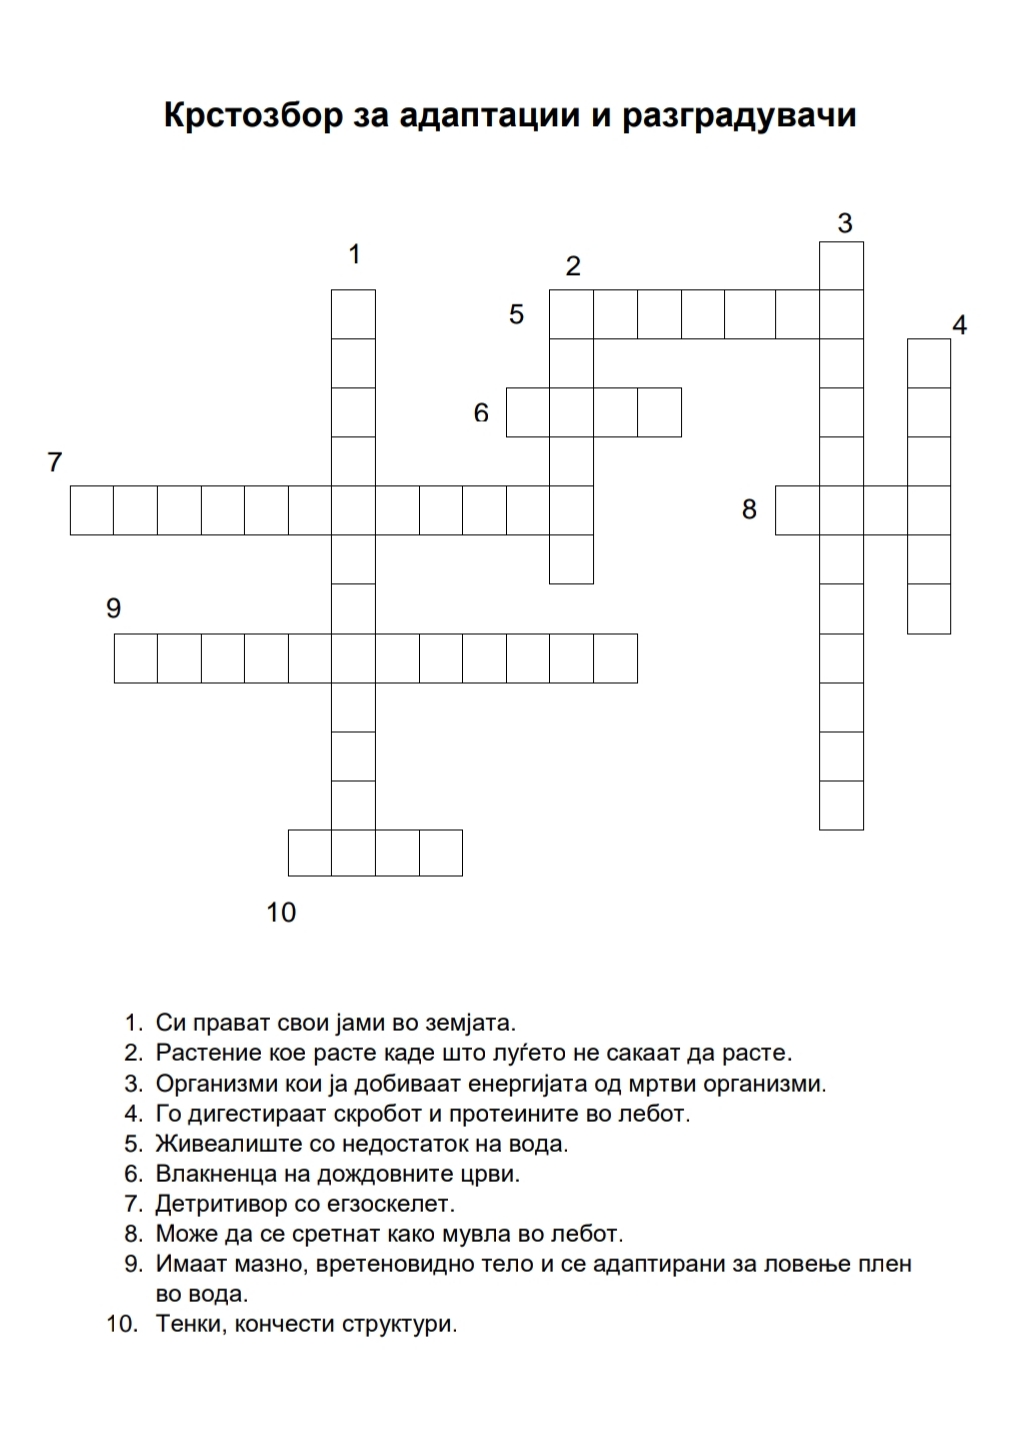 Крстозбор за адаптации и разградувачи
3
1
2
5
4
6
7
8
9
10
1. Си прават свои јами во земјата.
2. Растение кое расте каде што луѓето не сакаат да расте.
3. Организми кои ја добиваат енергијата од мртви организми.
4. Го дигестираат скробот и протеините во лебот.
5. Живеалиште со недостаток на вода.
6. Влакненца на дождовните црви.
7. Детритивор со егзоскелет.
8. Може да се сретнат како мувла во лебот.
9. Имаат мазно, вретеновидно тело и се адаптирани за ловење плен
во вода.
10. Тенки, кончести структури.